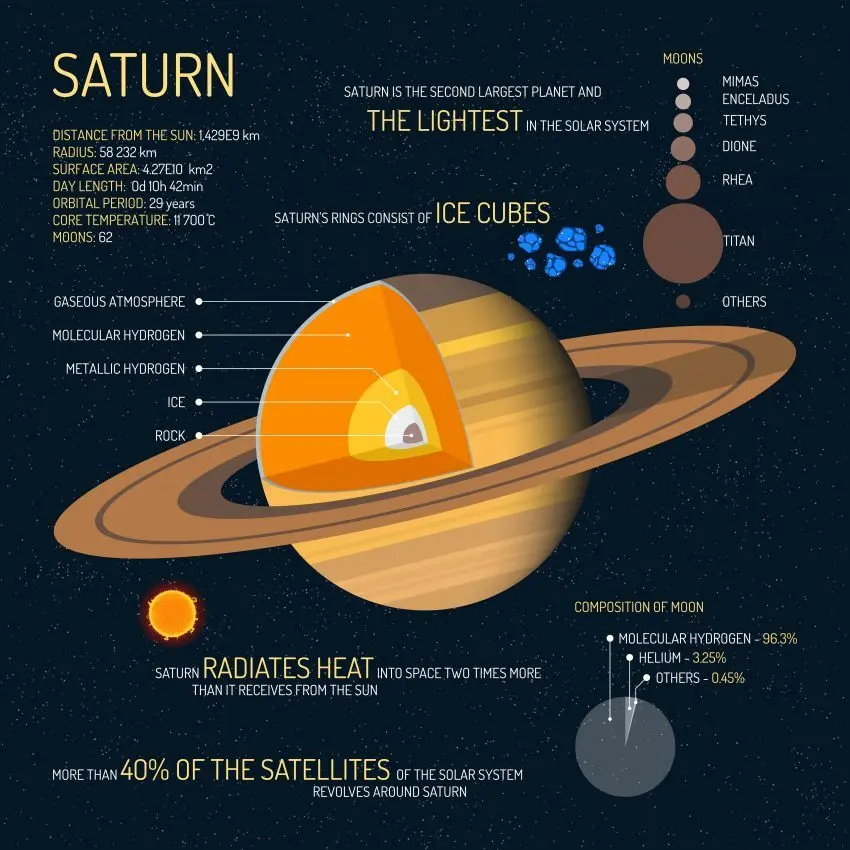 SATURN
DISTANCE FROM THE SUN: 1,429E9 km
RADIUS: 58 232 km
SURFACE AREA: 4.27E10 km2
DAY LENGTH: 0d 10h 42min
ORBITAL PERIOD: 29 years
CORE TEMPERATURE: 11 700°C
MOONS: 62
SATURN IS THE SECOND LARGEST PLANET AND
THE LIGHTEST IN THE SOLAR SYSTEM
SATURN'S RINGS CONSIST OF ICE CUBES
MOONS
MIMAS
ENCELADUS
TETHYS
DIONE
RHEA
TITAN
OTHERS
GASEOUS ATMOSPHERE
MOLECULAR HYDROGEN
METALLIC HYDROGEN
ICE
ROCK
SATURN RADIATES HEAT INTO SPACE TWO TIMES MORE
THAN IT RECEIVES FROM THE SUN
COMPOSITION OF MOON
MOLECULAR HYDROGEN - 96.3%
HELIUM - 3.25%
OTHERS - 0.45%
MORE THAN 40% OF THE SATELLITES OF THE SOLAR SYSTEM
REVOLVES AROUND SATURN